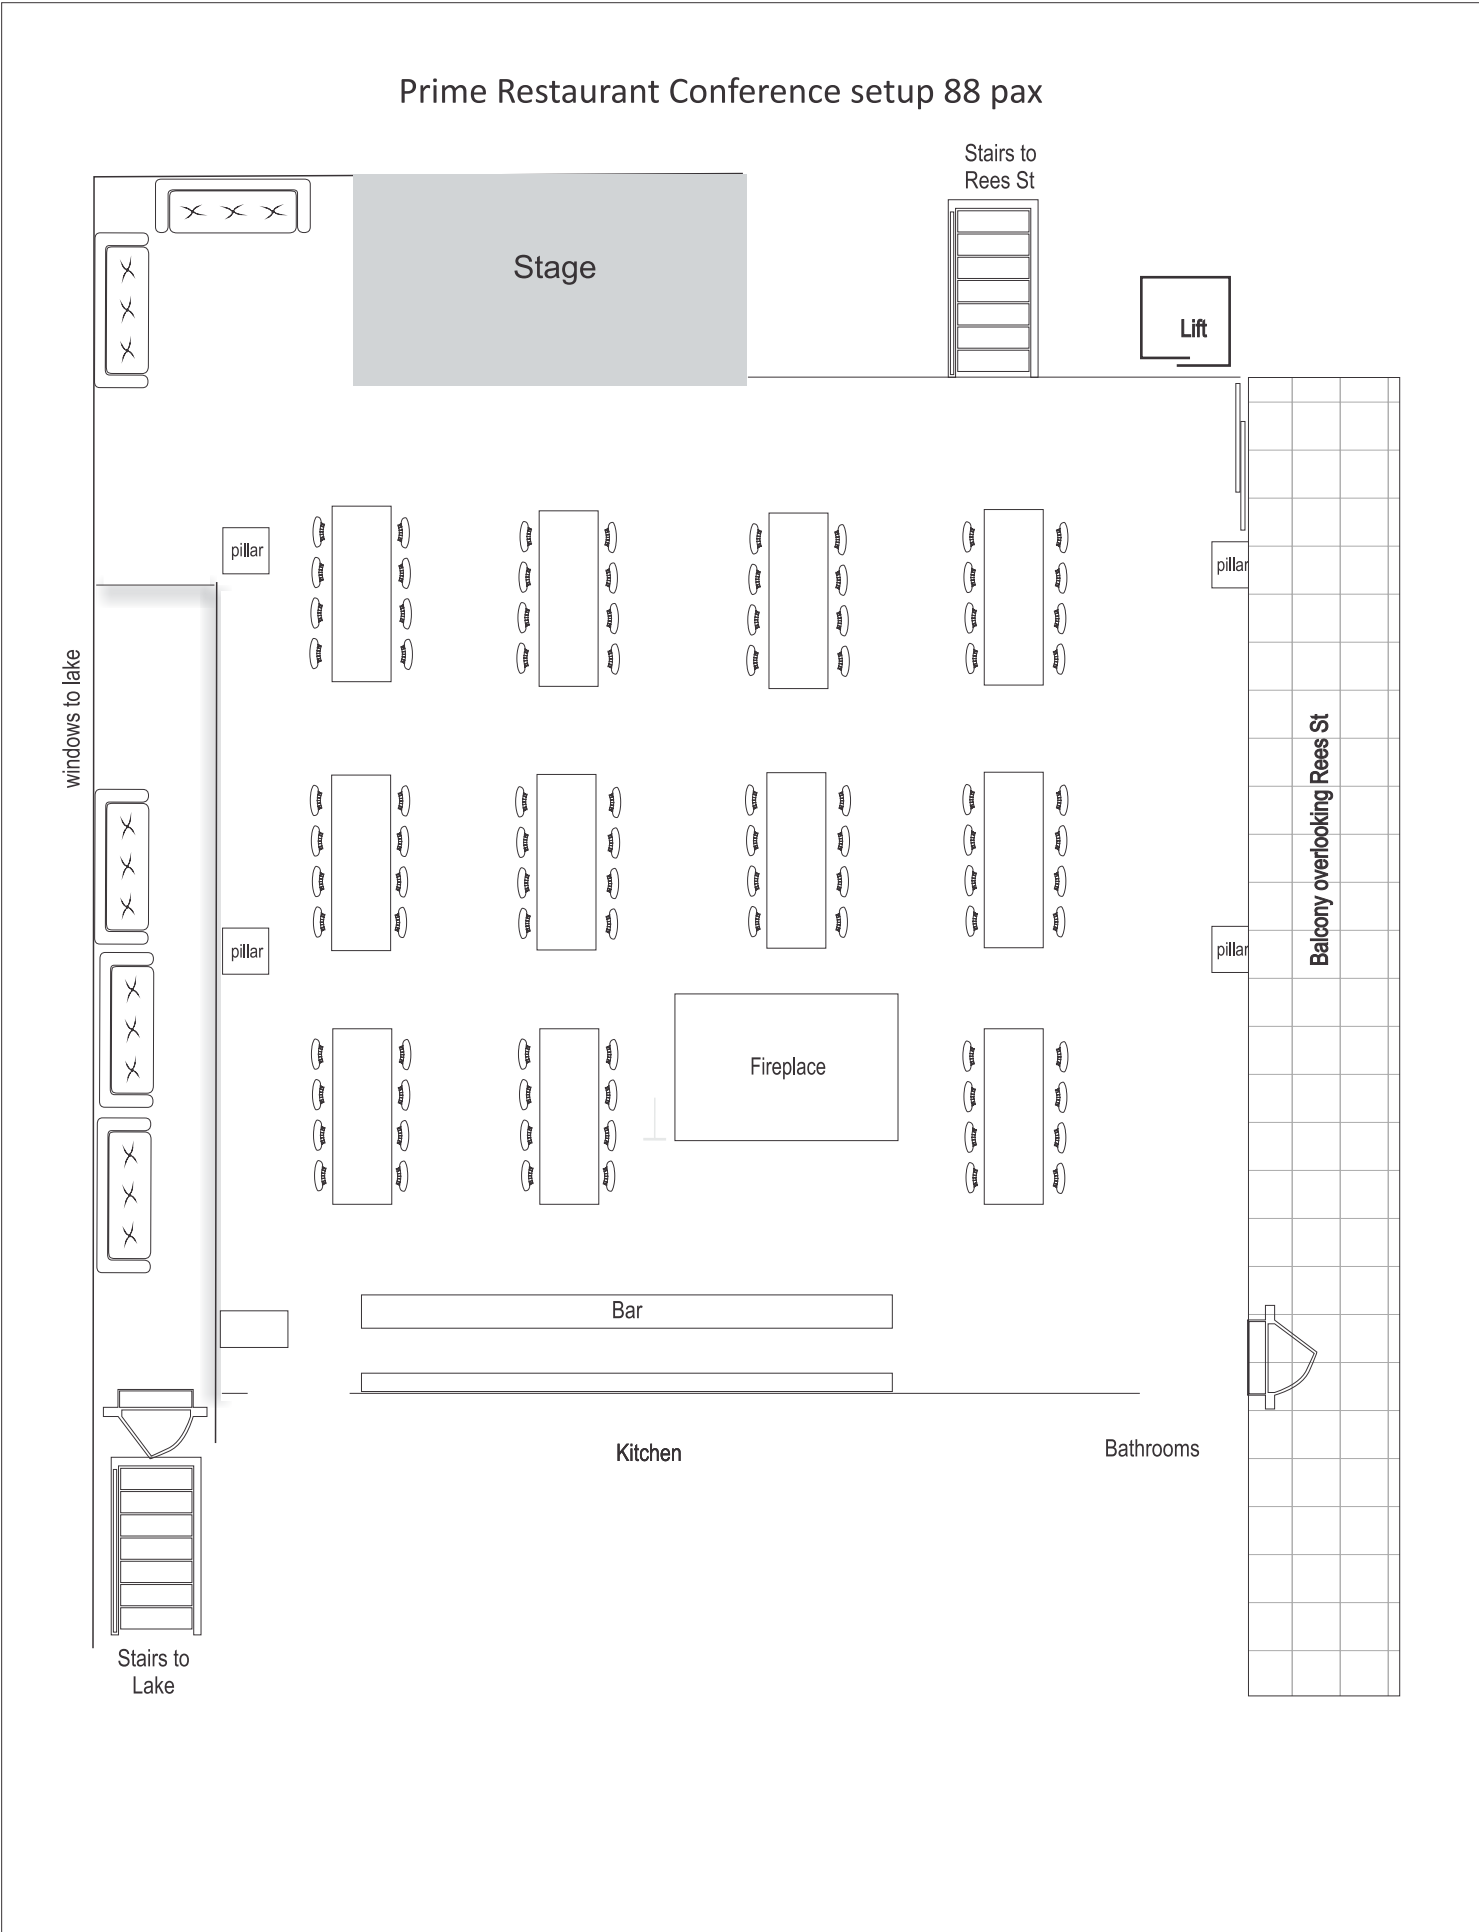 Prime Restaurant Conference setup 88 pax
Stairs to
Rees St
Stage
Lift
pillar
pillar
windows to lake
Balcony overlooking Rees St
pillar
pillar
Fireplace
Bar
Kitchen
Bathrooms
Stairs to
Lake